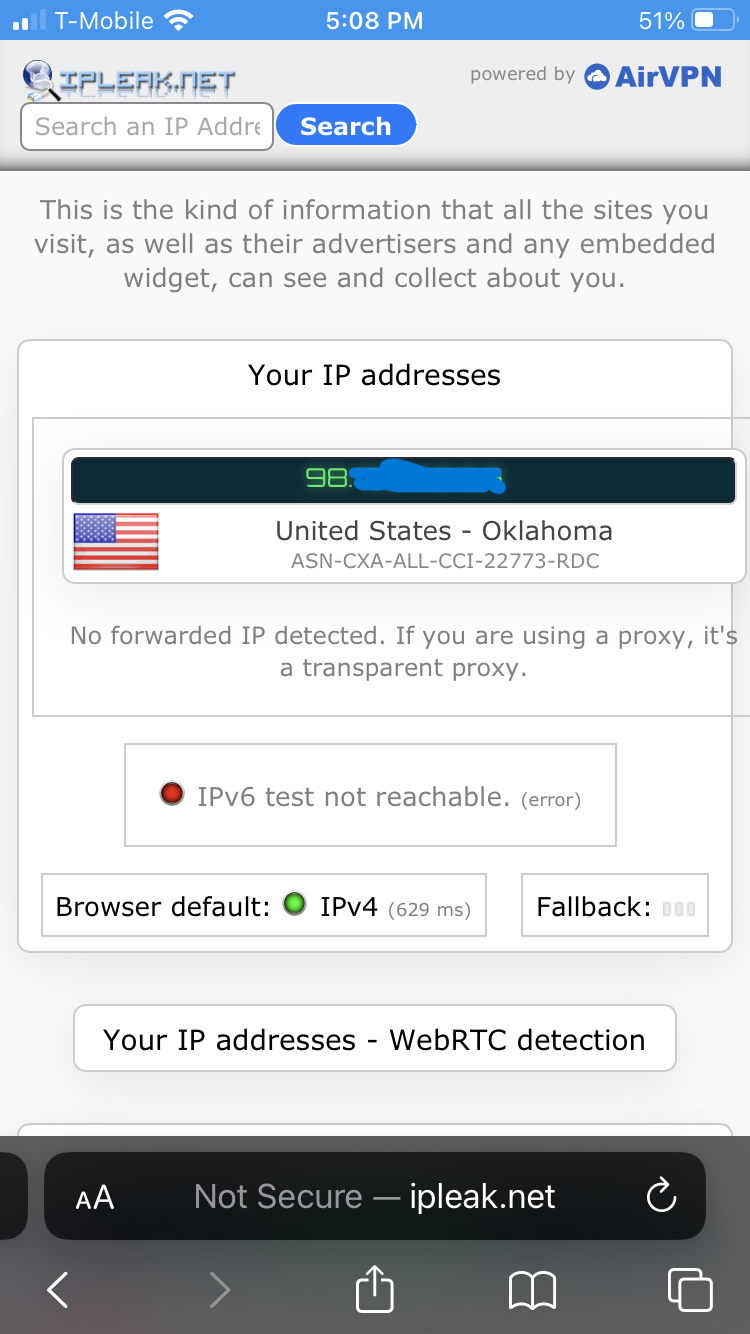 T-Mobile 5:08 PM 51%
IPLEAK.NET powered by AirVPN
Search an IP Addre Search
This is the kind of information that all the sites you
visit, as well as their advertisers and any embedded
widget, can see and collect about you.
Your IP addresses
98.
United States - Oklahoma
ASN-CXA-ALL-CCI-22773-RDC
No forwarded IP detected. If you are using a proxy, it's
a transparent proxy.
IPv6 test not reachable. (error)
Browser default: IPv4 (629 ms) Fallback:
Your IP addresses - WebRTC detection
AA Not Secure — ipleak.net